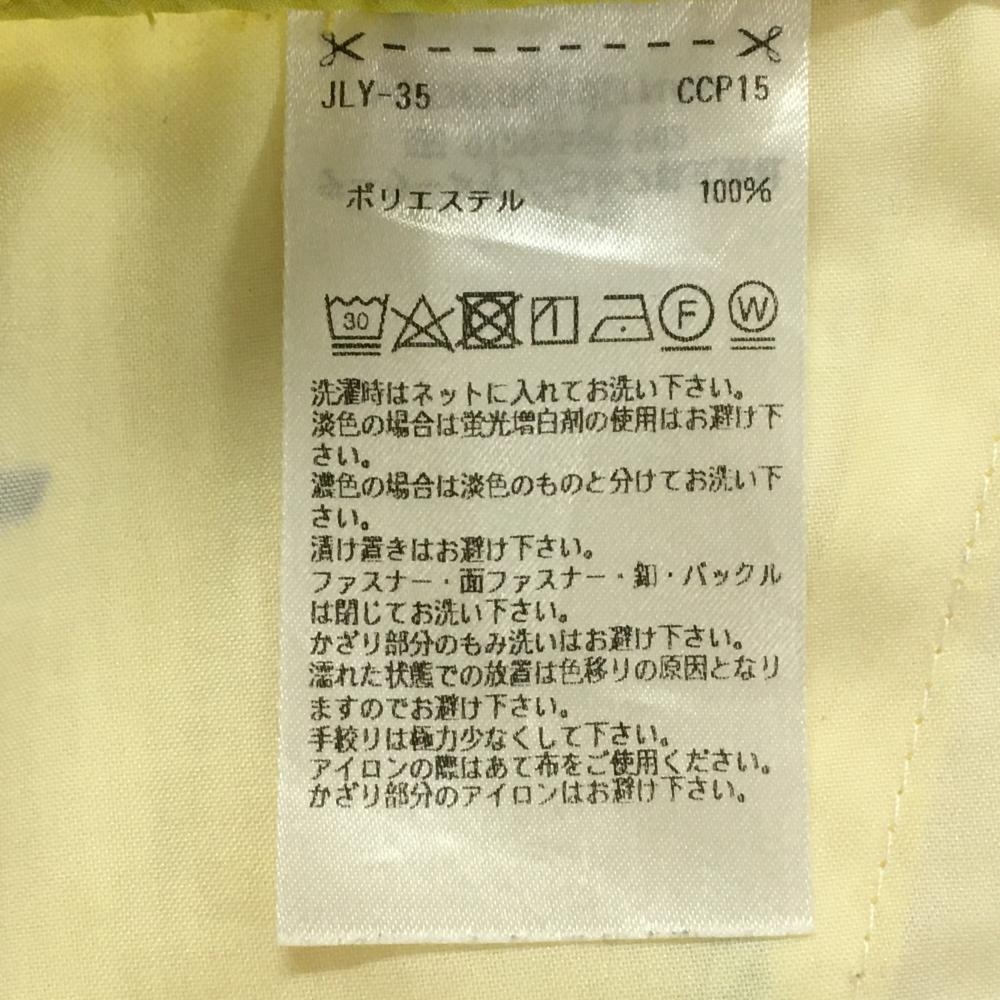 JLY-35 CCP15
ポリエステル 100%
30 F W
洗濯時はネットに入れてお洗い下さい。
淡色の場合は蛍光増白剤の使用はお避け下
さい。
濃色の場合は淡色のものと分けてお洗い下
さい。
漬け置きはお避け下さい。
ファスナー・面ファスナー・釦・バックル
は閉じてお洗い下さい。
かざり部分のもみ洗いはお避け下さい。
濡れた状態での放置は色移りの原因となり
ますのでお避け下さい。
手絞りは極力少なくして下さい。
アイロンの際はあて布をご使用ください。
かざり部分のアイロンはお避け下さい。